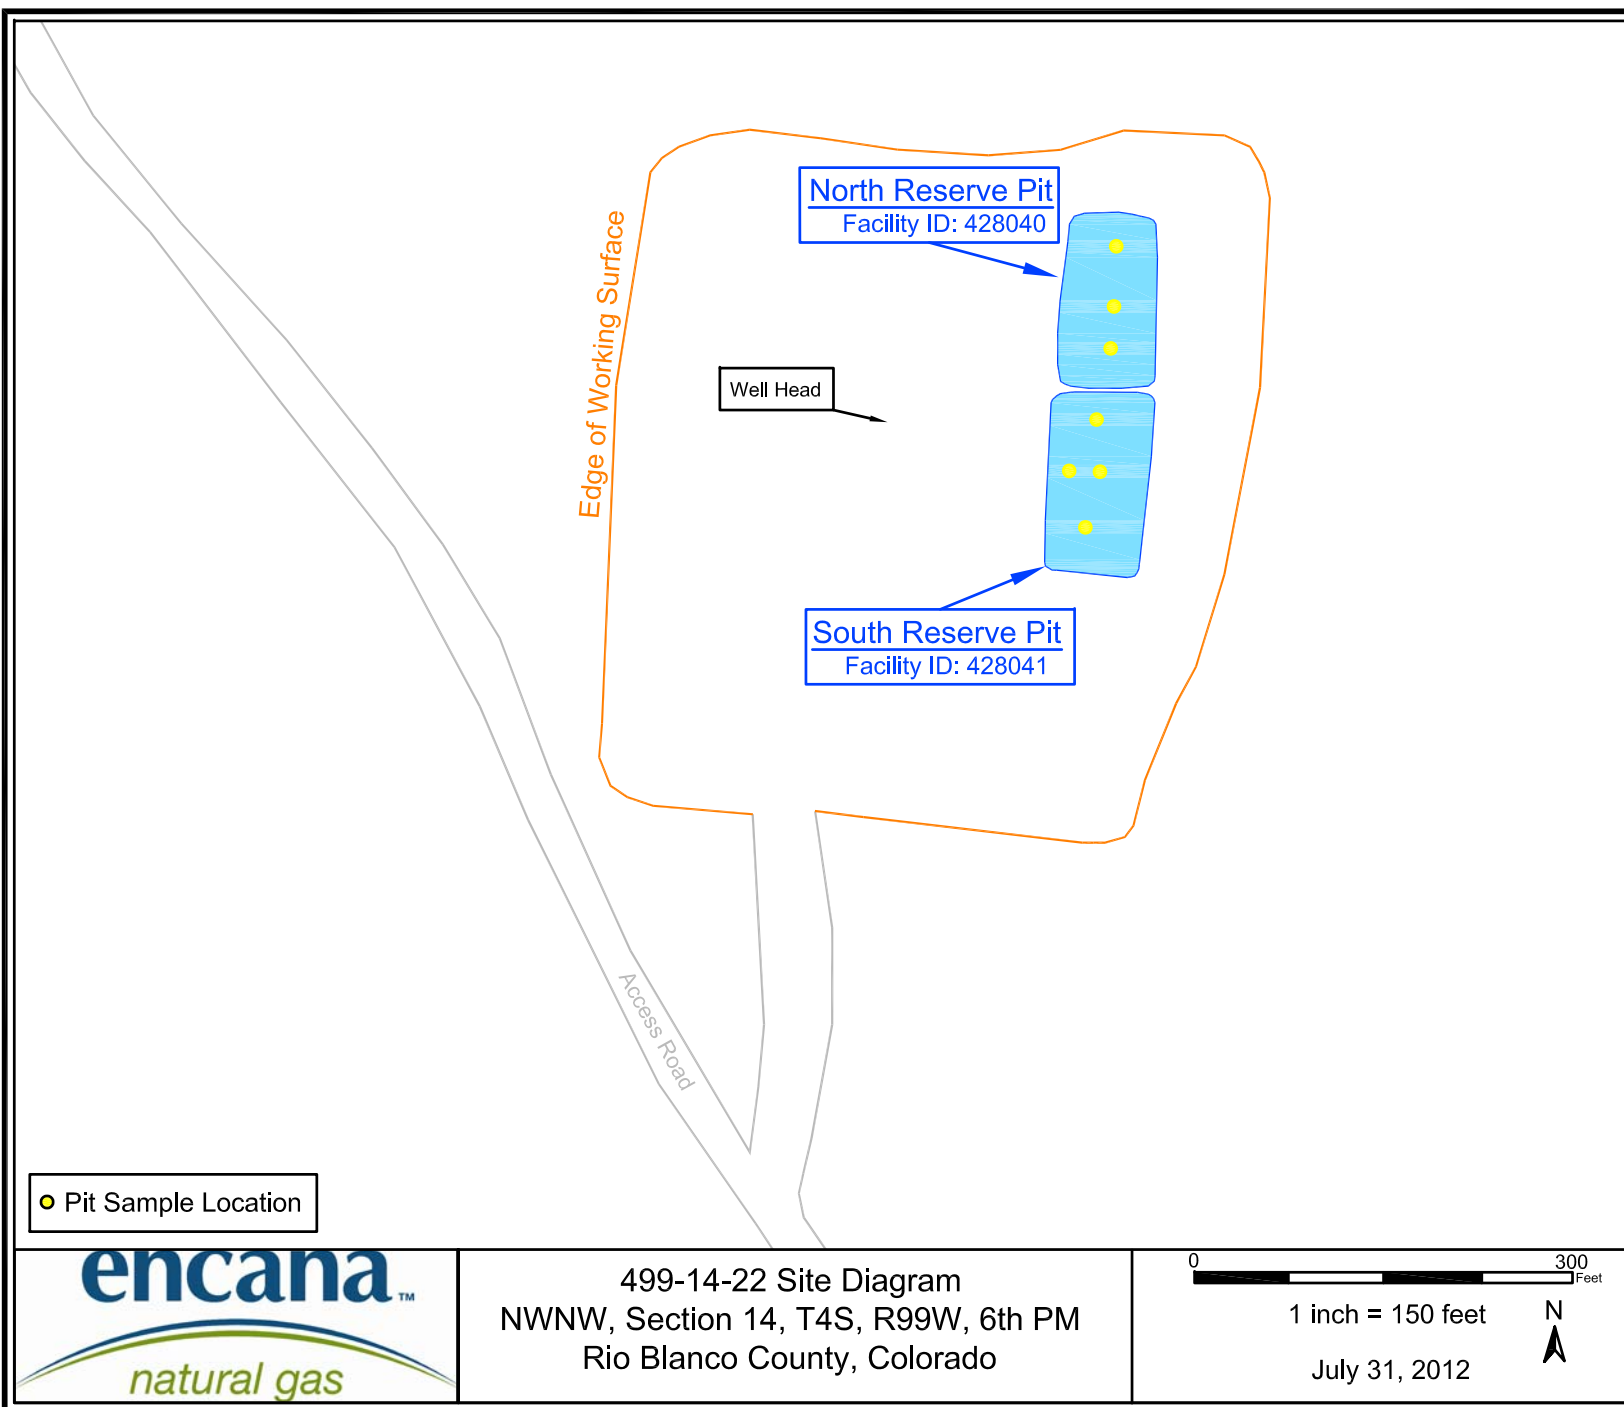 North Reserve Pit
Facility ID: 428040
Edge of Working Surface
Well Head
South Reserve Pit
Facility ID: 428041
Access Road
Pit Sample Location
encana™
natural gas
499-14-22 Site Diagram
NWNW, Section 14, T4S, R99W, 6th PM
Rio Blanco County, Colorado
0 300
Feet
1 inch = 150 feet
N
July 31, 2012